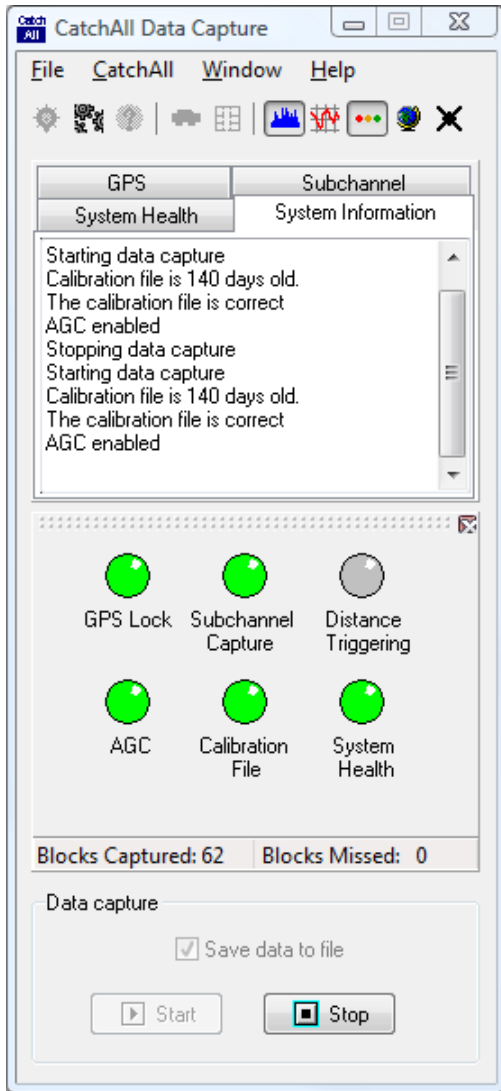 Catch All CatchAll Data Capture
File CatchAll Window Help
GPS Subchannel
System Health System Information
Starting data capture
Calibration file is 140 days old.
The calibration file is correct
AGC enabled
Stopping data capture
Starting data capture
Calibration file is 140 days old.
The calibration file is correct
AGC enabled
GPS Lock Subchannel Capture Distance Triggering
AGC Calibration File System Health
Blocks Captured: 62 Blocks Missed: 0
Data capture
Save data to file
Start Stop